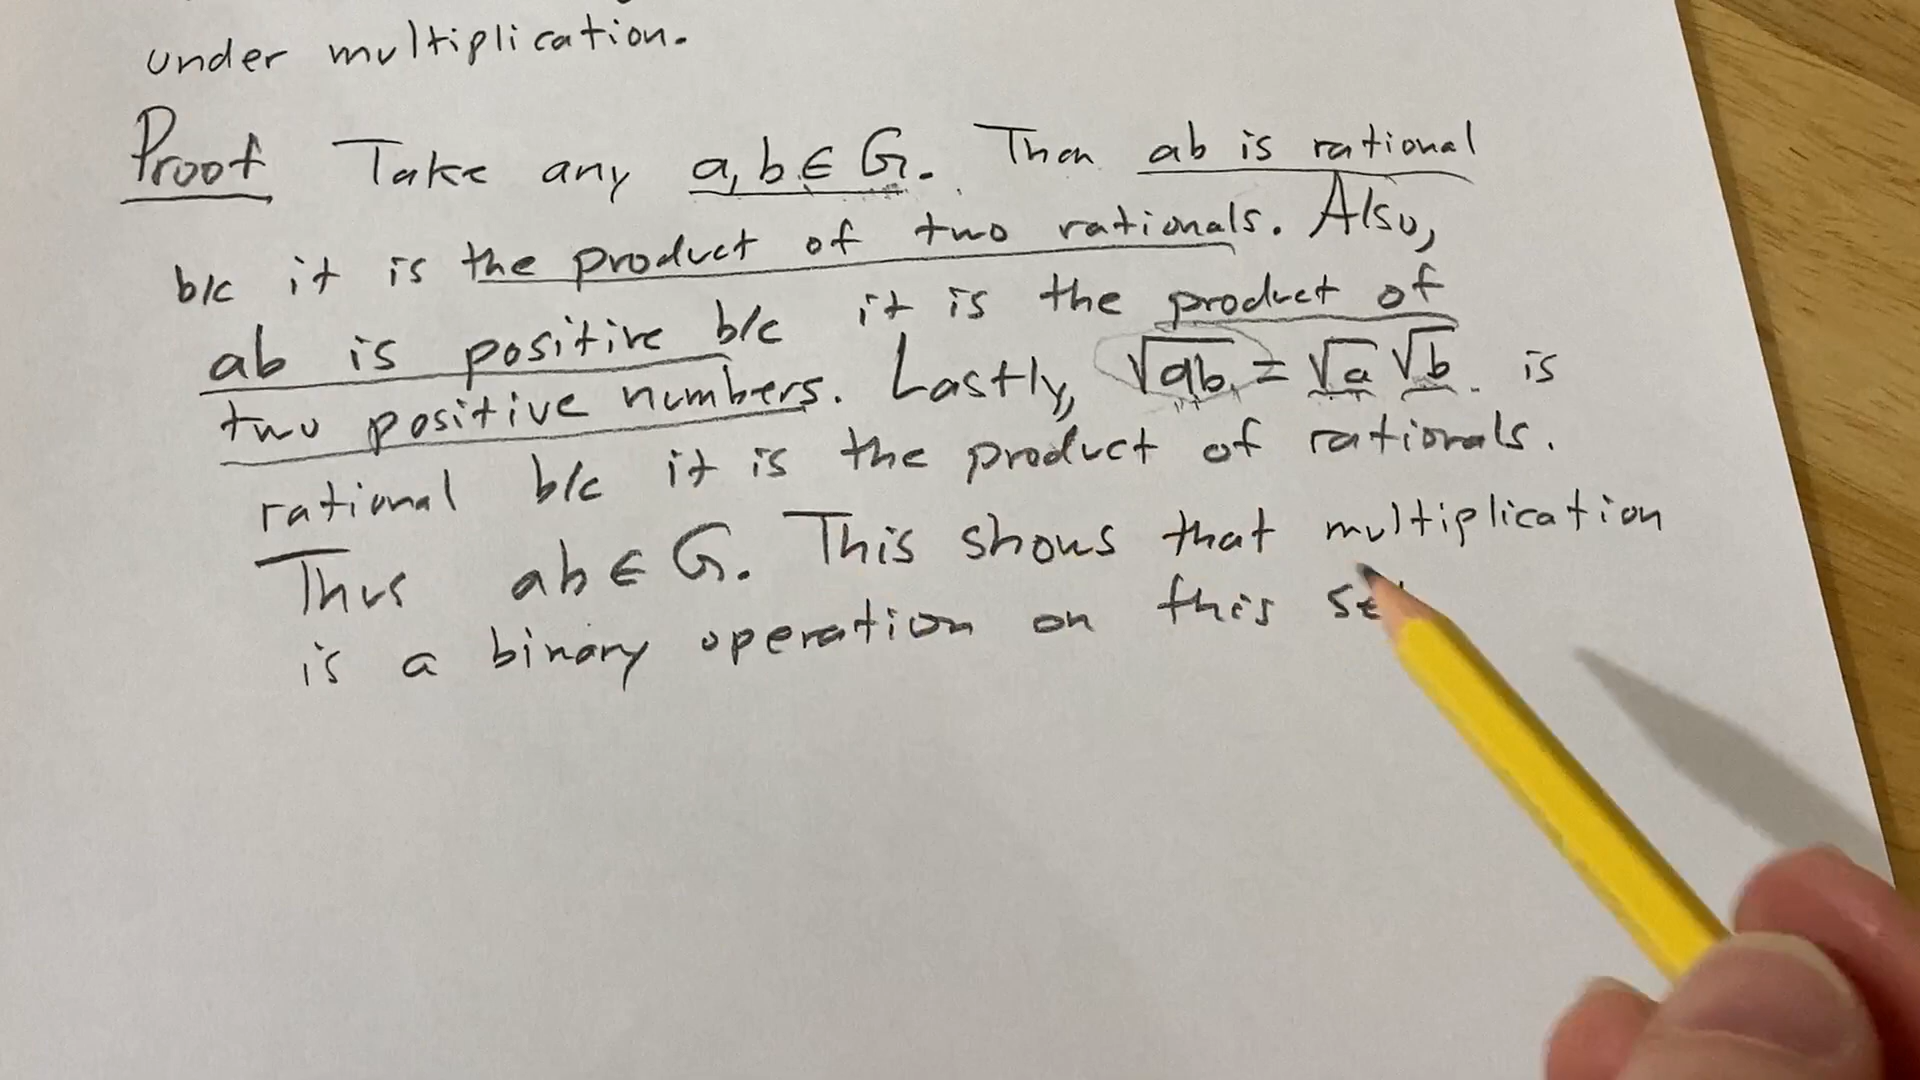 under multiplication.
Proof Take any a, b ∈ G. Then ab is rational
b/c it is the product of two rationals. Also,
ab is positive b/c it is the product of
two positive numbers. Lastly, √ab = √a √b is
rational b/c it is the product of rationals.
Thus ab ∈ G. This shows that multiplication
is a binary operation on this